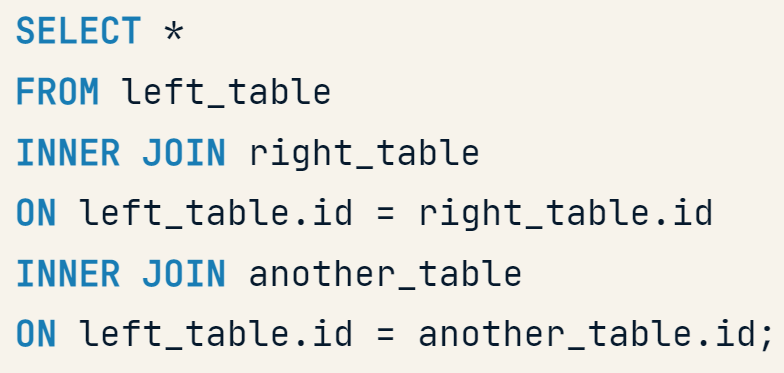 SELECT *
FROM left_table
INNER JOIN right_table
ON left_table.id = right_table.id
INNER JOIN another_table
ON left_table.id = another_table.id;